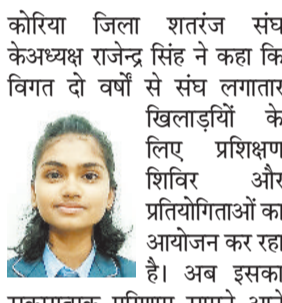 कोरिया जिला शतरंज संघ
केअध्यक्ष राजेन्द्र सिंह ने कहा कि
विगत दो वर्षों से संघ लगातार
खिलाड़ियों के
लिए प्रशिक्षण
शिविर और
प्रतियोगिताओं का
आयोजन कर रहा
है। अब इसका